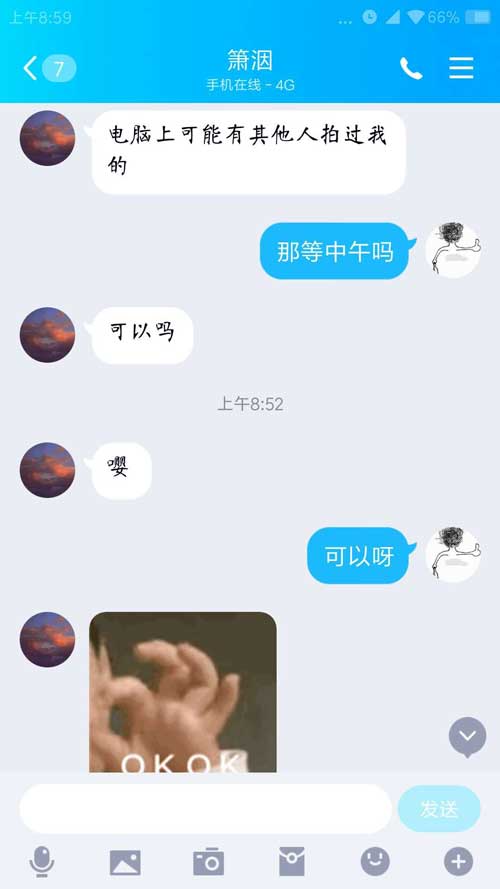 上午8:59
... 66%
7
箫洇
手机在线 - 4G
电脑上可能有其他人拍过我
的
那等中午吗
可以吗
上午8:52
嘤
可以呀
OKOK
发送